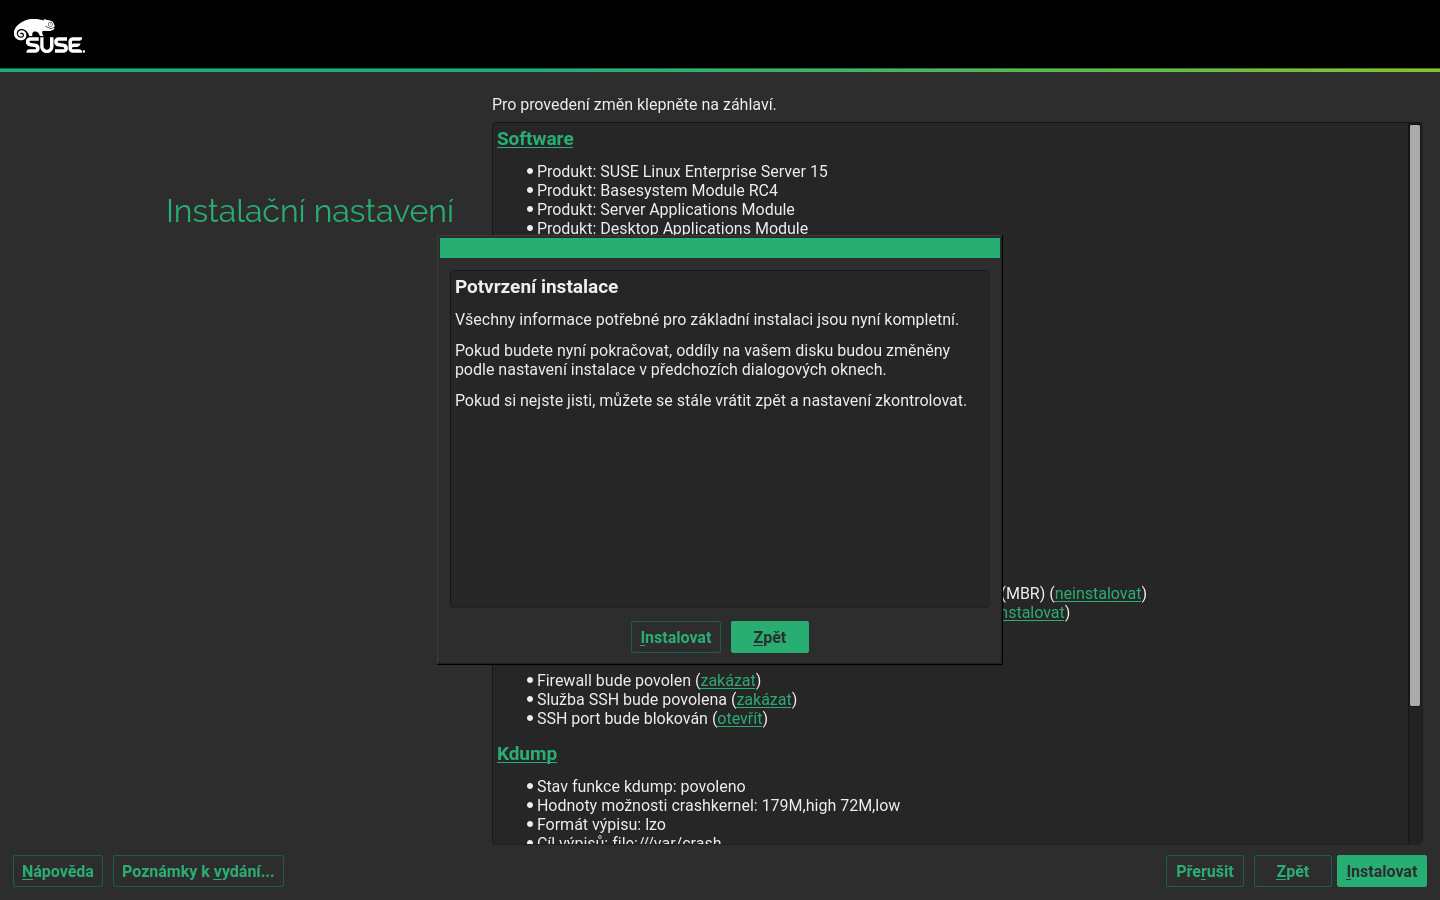 SUSE
Pro provedení změn klepněte na záhlaví.
Software
Produkt: SUSE Linux Enterprise Server 15
Produkt: Basesystem Module RC4
Instalační nastavení
Produkt: Server Applications Module
Produkt: Desktop Applications Module
Potvrzení instalace
Všechny informace potřebné pro základní instalaci jsou nyní kompletní.
Pokud budete nyní pokračovat, oddíly na vašem disku budou změněny
podle nastavení instalace v předchozích dialogových oknech.
Pokud si nejste jisti, můžete se stále vrátit zpět a nastavení zkontrolovat.
(MBR) (neinstalovat)
nstalovat)
Instalovat Zpět
Firewall bude povolen (zakázat)
Služba SSH bude povolena (zakázat)
SSH port bude blokován (otevřít)
Kdump
Stav funkce kdump: povoleno
Hodnoty možnosti crashkernel: 179M,high 72M,low
Formát výpisu: lzo
Cíl výpisů: file:///var/crash
Nápověda Poznámky k vydání... Přerušit Zpět Instalovat